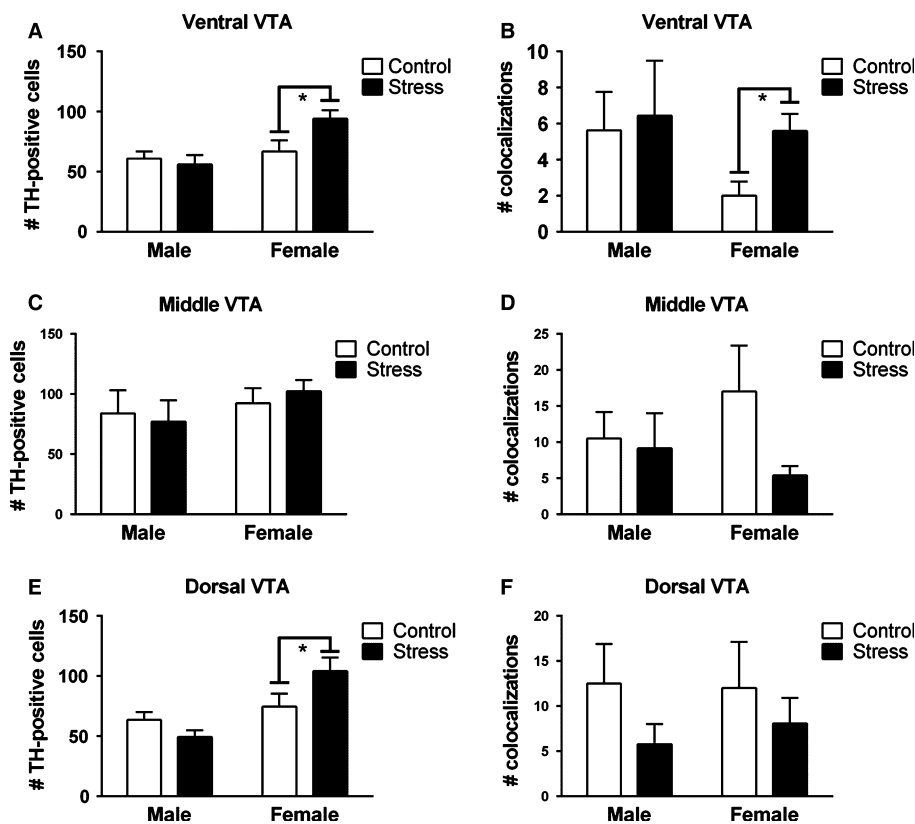 A
Ventral VTA
# TH-positive cells
150
100
50
0
*
Male
Female
Control
Stress
B
Ventral VTA
# colocalizations
10
8
6
4
2
0
*
Male
Female
Control
Stress
C
Middle VTA
# TH-positive cells
150
100
50
0
Male
Female
Control
Stress
D
Middle VTA
# colocalizations
25
20
15
10
5
0
Male
Female
Control
Stress
E
Dorsal VTA
# TH-positive cells
150
100
50
0
*
Male
Female
Control
Stress
F
Dorsal VTA
# colocalizations
20
15
10
5
0
Male
Female
Control
Stress